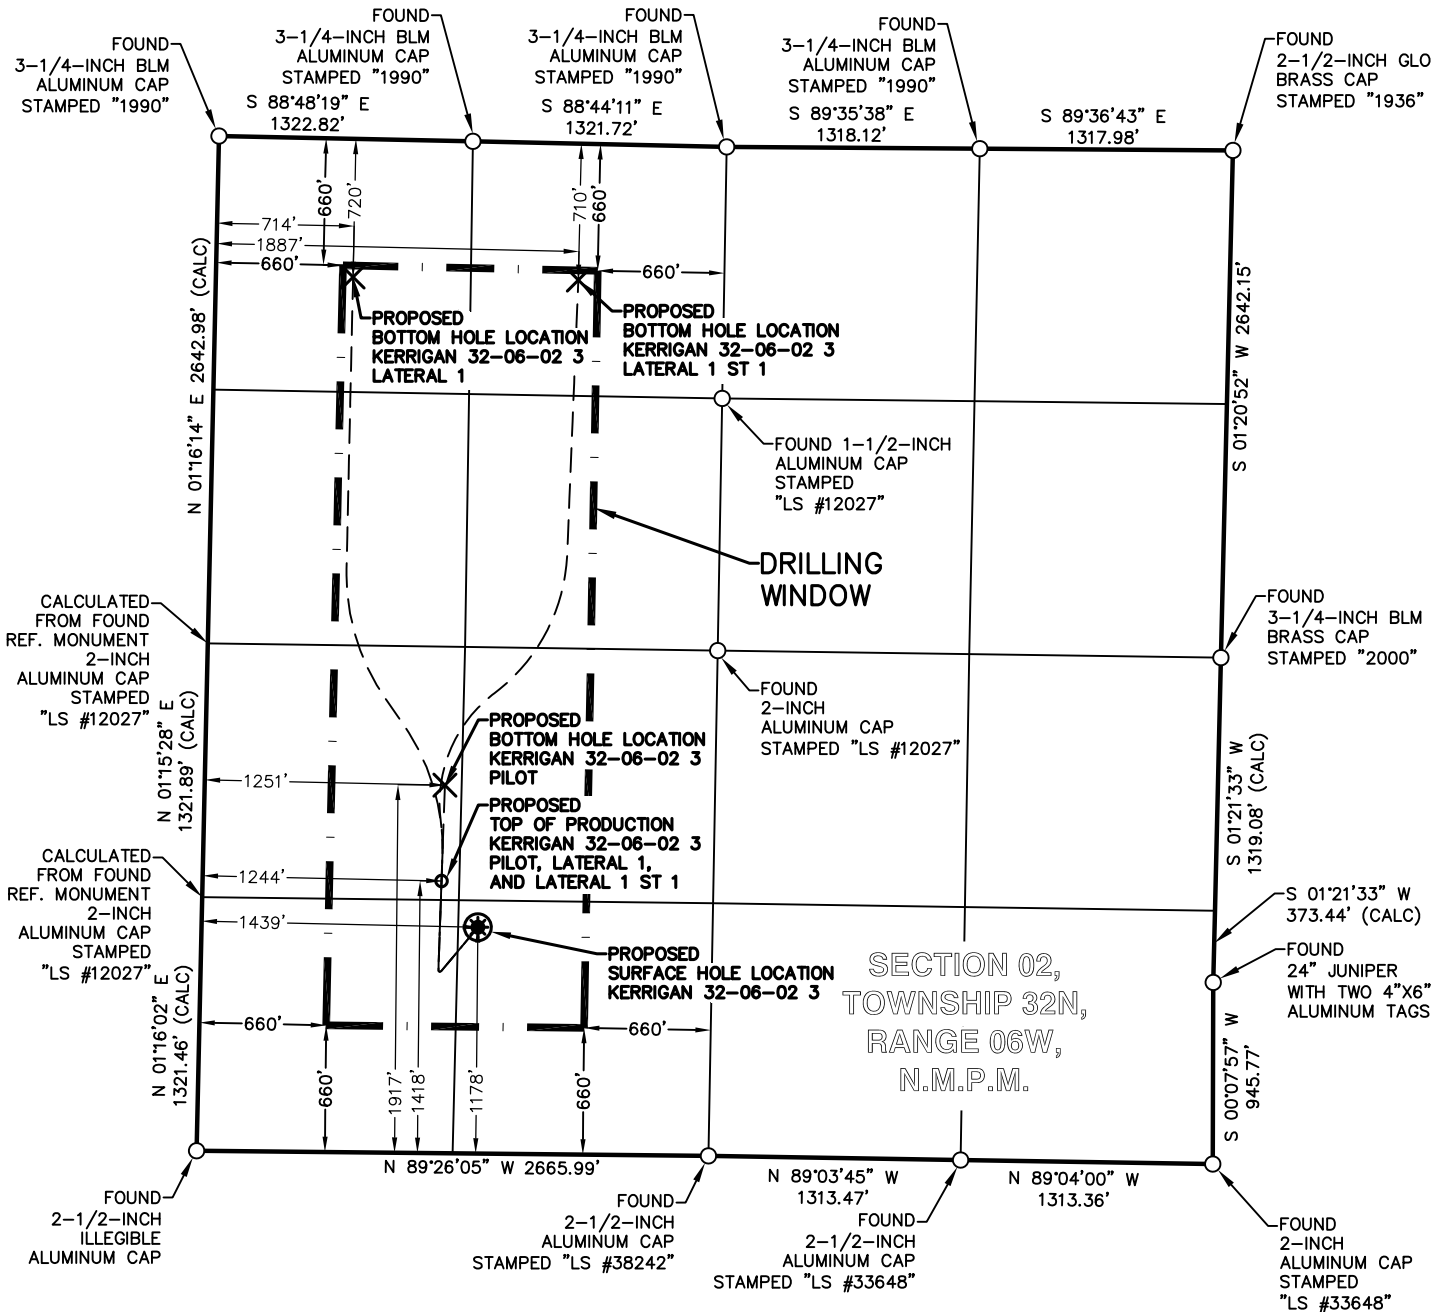 FOUND
3-1/4-INCH BLM
ALUMINUM CAP
STAMPED "1990"
FOUND
3-1/4-INCH BLM
ALUMINUM CAP
STAMPED "1990"
FOUND
3-1/4-INCH BLM
ALUMINUM CAP
STAMPED "1990"
FOUND
3-1/4-INCH BLM
ALUMINUM CAP
STAMPED "1990"
FOUND
2-1/2-INCH GLO
BRASS CAP
STAMPED "1936"
S 88°48'19" E
1322.82'
S 88°44'11" E
1321.72'
S 89°35'38" E
1318.12'
S 89°36'43" E
1317.98'
660'
720'
710'
660'
714'
1887'
660'
660'
N 01°16'14" E 2642.98' (CALC)
S 01°20'52" W 2642.15'
PROPOSED
BOTTOM HOLE LOCATION
KERRIGAN 32-06-02 3
LATERAL 1
PROPOSED
BOTTOM HOLE LOCATION
KERRIGAN 32-06-02 3
LATERAL 1 ST 1
FOUND 1-1/2-INCH
ALUMINUM CAP
STAMPED
"LS #12027"
DRILLING
WINDOW
CALCULATED
FROM FOUND
REF. MONUMENT
2-INCH
ALUMINUM CAP
STAMPED
"LS #12027"
FOUND
3-1/4-INCH BLM
BRASS CAP
STAMPED "2000"
FOUND
2-INCH
ALUMINUM CAP
STAMPED "LS #12027"
N 01°15'28" E
1321.89' (CALC)
PROPOSED
BOTTOM HOLE LOCATION
KERRIGAN 32-06-02 3
PILOT
1251'
S 01°21'33" W
1319.08' (CALC)
PROPOSED
TOP OF PRODUCTION
KERRIGAN 32-06-02 3
PILOT, LATERAL 1,
AND LATERAL 1 ST 1
1244'
CALCULATED
FROM FOUND
REF. MONUMENT
2-INCH
ALUMINUM CAP
STAMPED
"LS #12027"
1439'
S 01°21'33" W
373.44' (CALC)
PROPOSED
SURFACE HOLE LOCATION
KERRIGAN 32-06-02 3
SECTION 02,
TOWNSHIP 32N,
RANGE 06W,
N.M.P.M.
FOUND
24" JUNIPER
WITH TWO 4"X6"
ALUMINUM TAGS
N 01°16'02" E
1321.46' (CALC)
660'
660'
660'
1917'
1418'
1178'
660'
S 00°07'57" W
945.77'
N 89°26'05" W 2665.99'
N 89°03'45" W
1313.47'
N 89°04'00" W
1313.36'
FOUND
2-1/2-INCH
ILLEGIBLE
ALUMINUM CAP
FOUND
2-1/2-INCH
ALUMINUM CAP
STAMPED "LS #38242"
FOUND
2-1/2-INCH
ALUMINUM CAP
STAMPED "LS #33648"
FOUND
2-INCH
ALUMINUM CAP
STAMPED
"LS #33648"